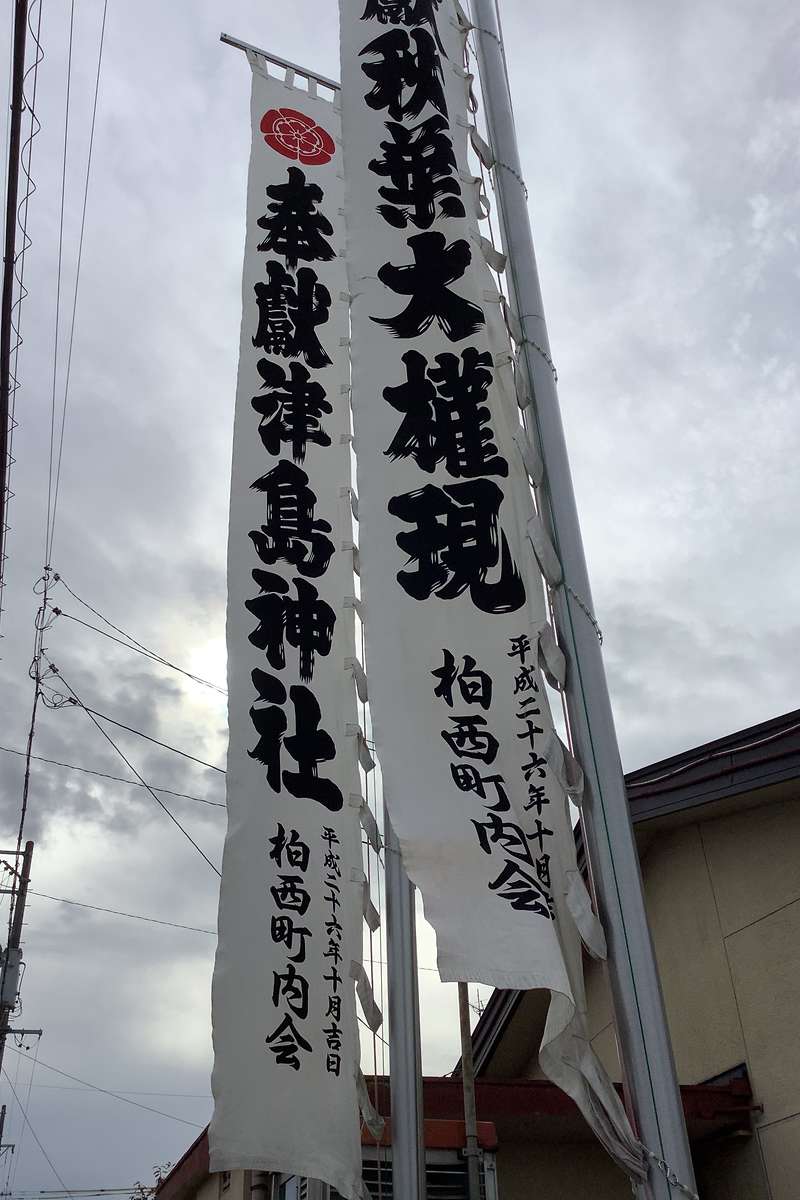 獻秋葉大權現
平成二十六年十月
柏西町内会
奉獻津島神社
平成二十六年十月吉日
柏西町内会